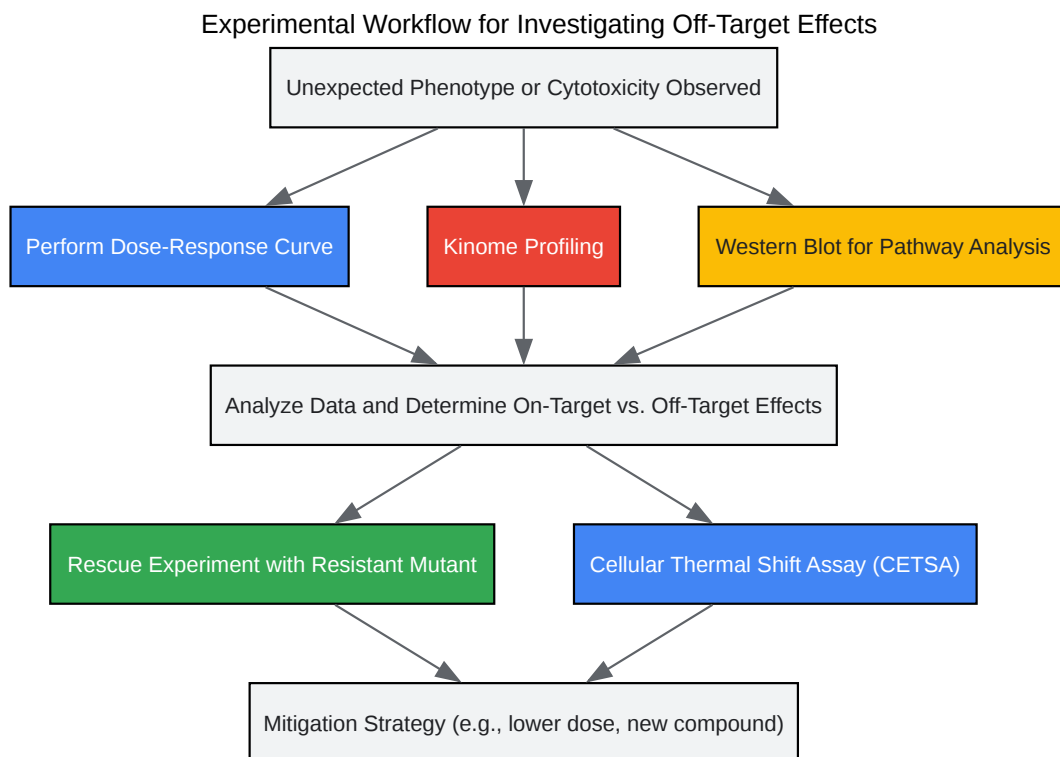 Experimental Workflow for Investigating Off-Target Effects
Unexpected Phenotype or Cytotoxicity Observed
Perform Dose-Response Curve
Kinome Profiling
Western Blot for Pathway Analysis
Analyze Data and Determine On-Target vs. Off-Target Effects
Rescue Experiment with Resistant Mutant
Cellular Thermal Shift Assay (CETSA)
Mitigation Strategy (e.g., lower dose, new compound)